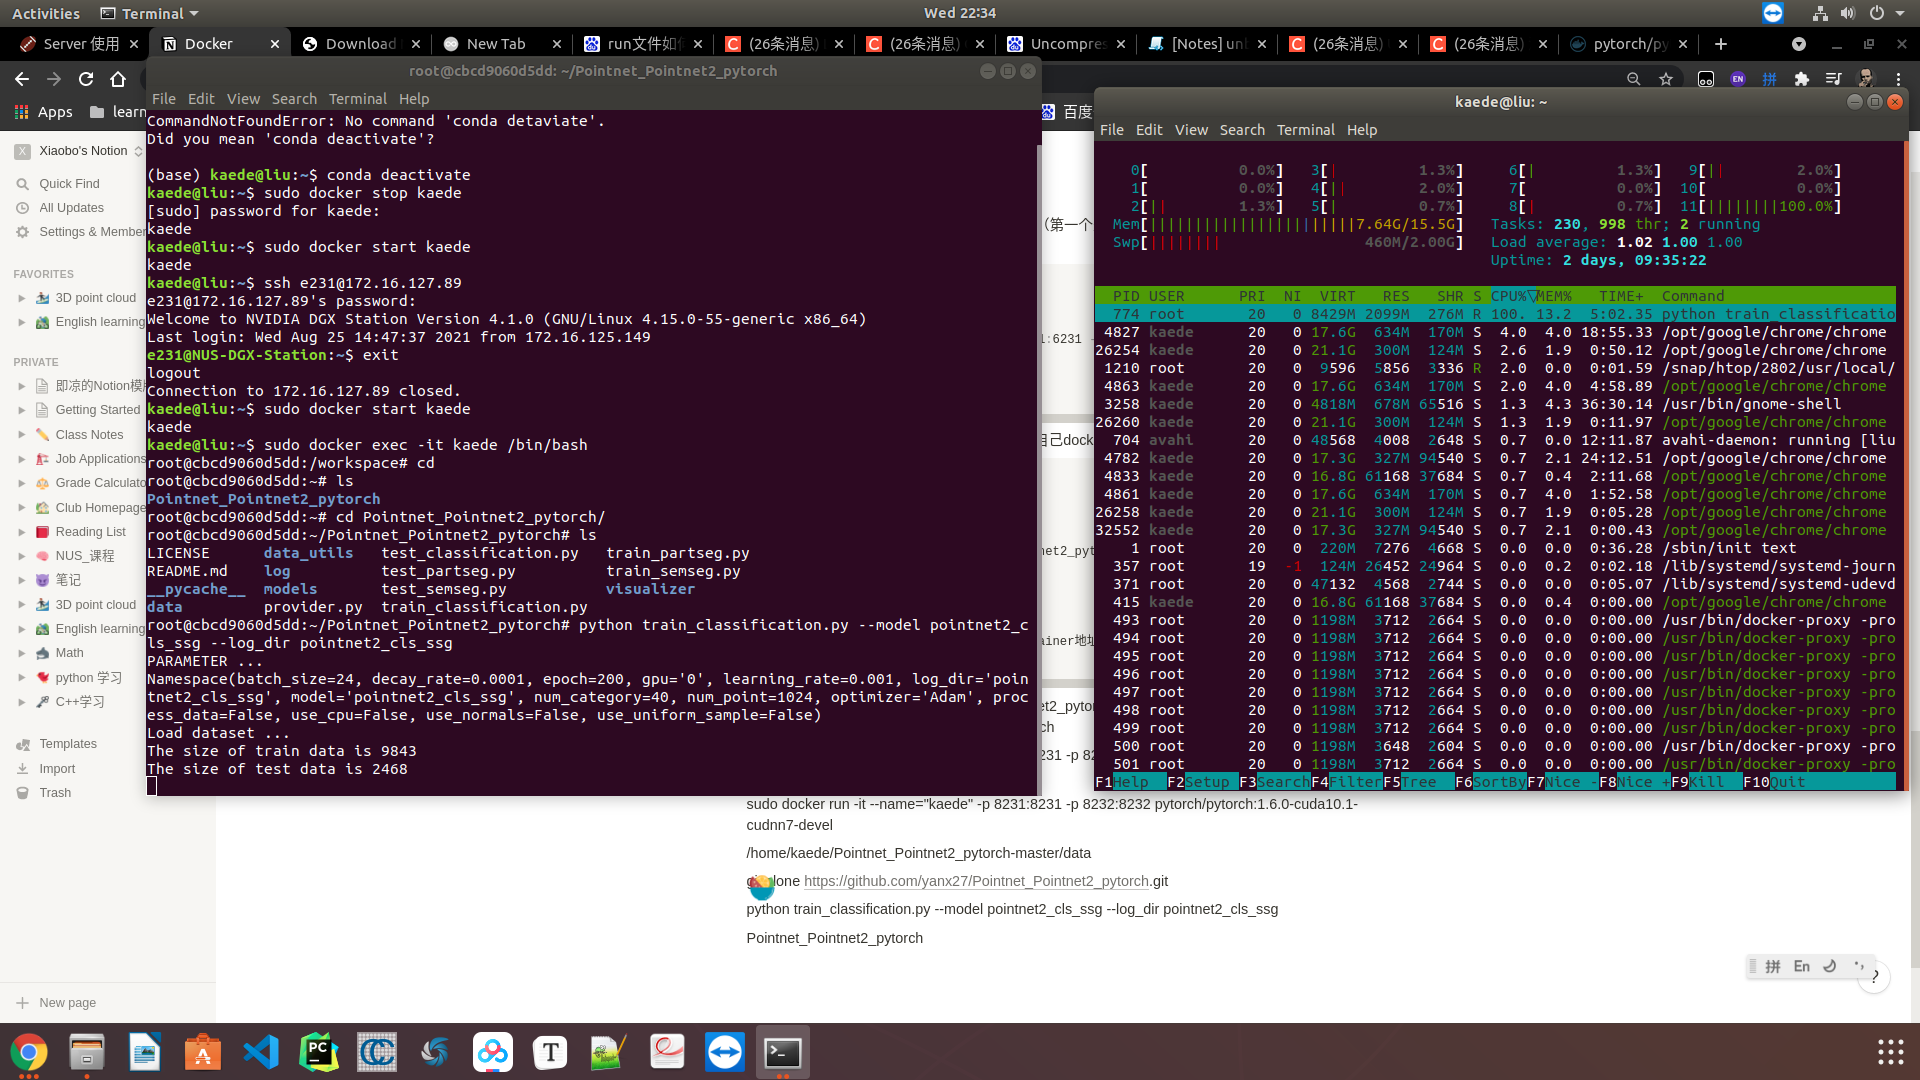 Activities
Terminal
Wed 22:34
Server 使用
Docker
Download
New Tab
run文件如
(26条消息)
(26条消息)
Uncompres
[Notes] un
(26条消息)
(26条消息)
pytorch/py
Apps
learn
百度
Xiaobo's Notion
Quick Find
All Updates
Settings & Member
FAVORITES
3D point cloud
English learning
PRIVATE
即凉的Notion模
Getting Started
Class Notes
Job Applications
Grade Calculato
Club Homepage
Reading List
NUS_课程
笔记
3D point cloud
English learning
Math
python 学习
C++学习
Templates
Import
Trash
New page
root@cbcd9060d5dd: ~/Pointnet_Pointnet2_pytorch
File Edit View Search Terminal Help
CommandNotFoundError: No command 'conda detaviate'.
Did you mean 'conda deactivate'?
(base) kaede@liu:~$ conda deactivate
kaede@liu:~$ sudo docker stop kaede
[sudo] password for kaede:
kaede
kaede@liu:~$ sudo docker start kaede
kaede
kaede@liu:~$ ssh e231@172.16.127.89
e231@172.16.127.89's password:
Welcome to NVIDIA DGX Station Version 4.1.0 (GNU/Linux 4.15.0-55-generic x86_64)
Last login: Wed Aug 25 14:47:37 2021 from 172.16.125.149
e231@NUS-DGX-Station:~$ exit
logout
Connection to 172.16.127.89 closed.
kaede@liu:~$ sudo docker start kaede
kaede
kaede@liu:~$ sudo docker exec -it kaede /bin/bash
root@cbcd9060d5dd:/workspace# cd
root@cbcd9060d5dd:~# ls
Pointnet_Pointnet2_pytorch
root@cbcd9060d5dd:~# cd Pointnet_Pointnet2_pytorch/
root@cbcd9060d5dd:~/Pointnet_Pointnet2_pytorch# ls
LICENSE data_utils test_classification.py train_partseg.py
README.md log test_partseg.py train_semseg.py
__pycache__ models test_semseg.py visualizer
data provider.py train_classification.py
root@cbcd9060d5dd:~/Pointnet_Pointnet2_pytorch# python train_classification.py --model pointnet2_c
ls_ssg --log_dir pointnet2_cls_ssg
PARAMETER ...
Namespace(batch_size=24, decay_rate=0.0001, epoch=200, gpu='0', learning_rate=0.001, log_dir='poin
tnet2_cls_ssg', model='pointnet2_cls_ssg', num_category=40, num_point=1024, optimizer='Adam', proc
ess_data=False, use_cpu=False, use_normals=False, use_uniform_sample=False)
Load dataset ...
The size of train data is 9843
The size of test data is 2468
(第一个
1:6231
自己dock
net2_pyt
ainer地址
net2_pytor
ch
231 -p 82
sudo docker run -it --name="kaede" -p 8231:8231 -p 8232:8232 pytorch/pytorch:1.6.0-cuda10.1-
cudnn7-devel
/home/kaede/Pointnet_Pointnet2_pytorch-master/data
lone https://github.com/yanx27/Pointnet_Pointnet2_pytorch.git
python train_classification.py --model pointnet2_cls_ssg --log_dir pointnet2_cls_ssg
Pointnet_Pointnet2_pytorch
kaede@liu: ~
File Edit View Search Terminal Help
0[ 0.0%] 3[ 1.3%] 6[ 1.3%] 9[ 2.0%]
1[ 0.0%] 4[ 2.0%] 7[ 0.0%] 10[ 0.0%]
2[ 1.3%] 5[ 0.7%] 8[ 0.7%] 11[ 100.0%]
Mem[ 7.64G/15.5G] Tasks: 230, 998 thr; 2 running
Swp[ 460M/2.00G] Load average: 1.02 1.00 1.00
Uptime: 2 days, 09:35:22
PID USER PRI NI VIRT RES SHR S CPU%▽MEM% TIME+ Command
774 root 20 0 8429M 2099M 276M R 100. 13.2 5:02.35 python train_classificatio
4827 kaede 20 0 17.6G 634M 170M S 4.0 4.0 18:55.33 /opt/google/chrome/chrome
26254 kaede 20 0 21.1G 300M 124M S 2.6 1.9 0:50.12 /opt/google/chrome/chrome
1210 root 20 0 9596 5856 3336 R 2.0 0.0 0:01.59 /snap/htop/2802/usr/local/
4863 kaede 20 0 17.6G 634M 170M S 2.0 4.0 4:58.89 /opt/google/chrome/chrome
3258 kaede 20 0 4818M 678M 65516 S 1.3 4.3 36:30.14 /usr/bin/gnome-shell
26260 kaede 20 0 21.1G 300M 124M S 1.3 1.9 0:11.97 /opt/google/chrome/chrome
704 avahi 20 0 48568 4008 2648 S 0.7 0.0 12:11.87 avahi-daemon: running [liu
4782 kaede 20 0 17.3G 327M 94540 S 0.7 2.1 24:12.51 /opt/google/chrome/chrome
4833 kaede 20 0 16.8G 61168 37684 S 0.7 0.4 2:11.68 /opt/google/chrome/chrome
4861 kaede 20 0 17.6G 634M 170M S 0.7 4.0 1:52.58 /opt/google/chrome/chrome
26258 kaede 20 0 21.1G 300M 124M S 0.7 1.9 0:05.28 /opt/google/chrome/chrome
32552 kaede 20 0 17.3G 327M 94540 S 0.7 2.1 0:00.43 /opt/google/chrome/chrome
1 root 20 0 220M 7276 4668 S 0.0 0.0 0:36.28 /sbin/init text
357 root 19 -1 124M 26452 24964 S 0.0 0.2 0:02.18 /lib/systemd/systemd-journ
371 root 20 0 47132 4568 2744 S 0.0 0.0 0:05.07 /lib/systemd/systemd-udevd
415 kaede 20 0 16.8G 61168 37684 S 0.0 0.4 0:00.00 /opt/google/chrome/chrome
493 root 20 0 1198M 3712 2664 S 0.0 0.0 0:00.00 /usr/bin/docker-proxy -pro
494 root 20 0 1198M 3712 2664 S 0.0 0.0 0:00.00 /usr/bin/docker-proxy -pro
495 root 20 0 1198M 3712 2664 S 0.0 0.0 0:00.00 /usr/bin/docker-proxy -pro
496 root 20 0 1198M 3712 2664 S 0.0 0.0 0:00.00 /usr/bin/docker-proxy -pro
497 root 20 0 1198M 3712 2664 S 0.0 0.0 0:00.00 /usr/bin/docker-proxy -pro
498 root 20 0 1198M 3712 2664 S 0.0 0.0 0:00.00 /usr/bin/docker-proxy -pro
499 root 20 0 1198M 3712 2664 S 0.0 0.0 0:00.00 /usr/bin/docker-proxy -pro
500 root 20 0 1198M 3648 2604 S 0.0 0.0 0:00.00 /usr/bin/docker-proxy -pro
501 root 20 0 1198M 3712 2664 S 0.0 0.0 0:00.00 /usr/bin/docker-proxy -pro
F1Help F2Setup F3SearchF4FilterF5Tree F6SortByF7Nice -F8Nice +F9Kill F10Quit
拼 En
?